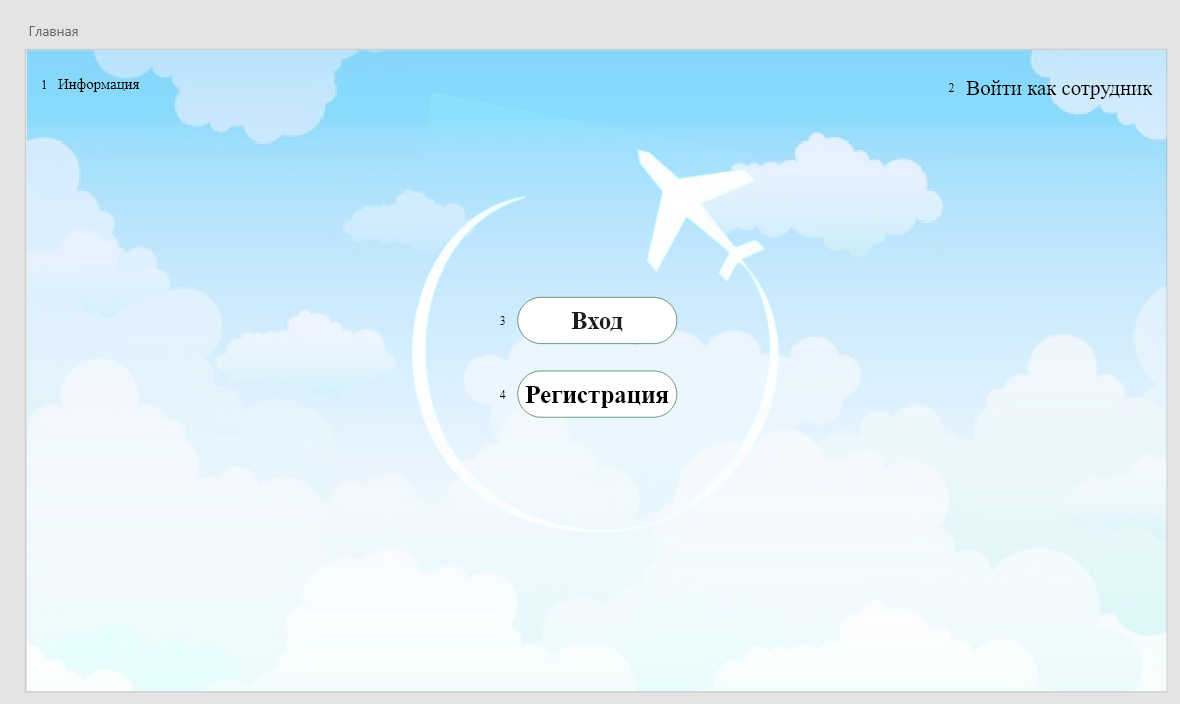 Главная
1 Информация
2 Войти как сотрудник
3 Вход
4 Регистрация